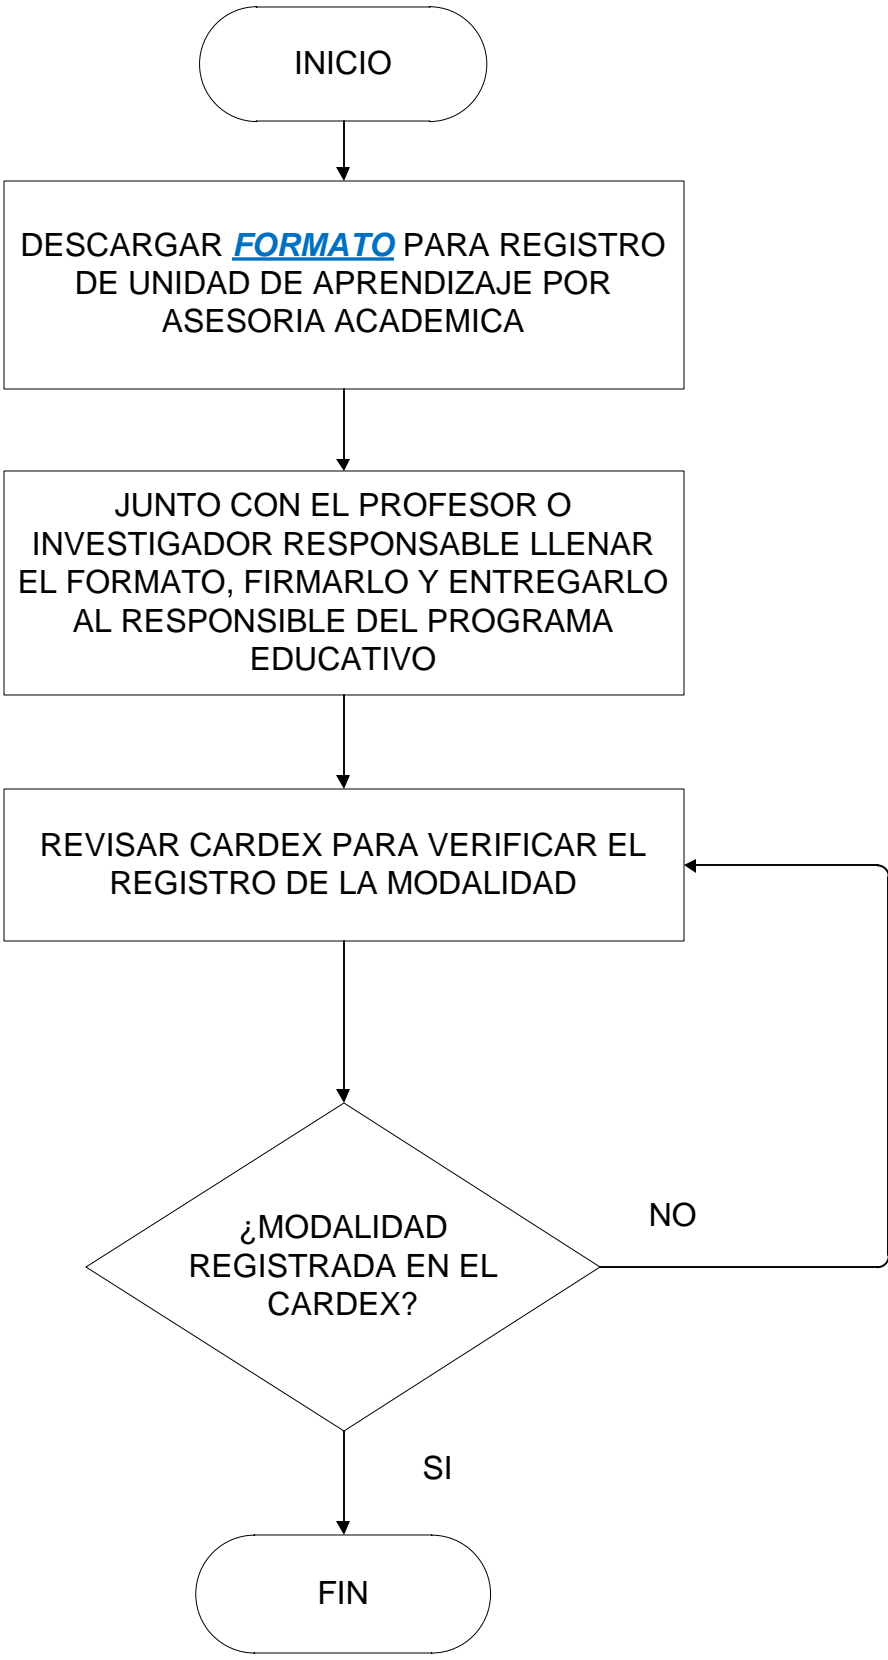 INICIO
DESCARGAR FORMATO PARA REGISTRO
DE UNIDAD DE APRENDIZAJE POR
ASESORIA ACADEMICA
JUNTO CON EL PROFESOR O
INVESTIGADOR RESPONSABLE LLENAR
EL FORMATO, FIRMARLO Y ENTREGARLO
AL RESPONSIBLE DEL PROGRAMA
EDUCATIVO
REVISAR CARDEX PARA VERIFICAR EL
REGISTRO DE LA MODALIDAD
¿MODALIDAD
REGISTRADA EN EL
CARDEX?
NO
SI
FIN